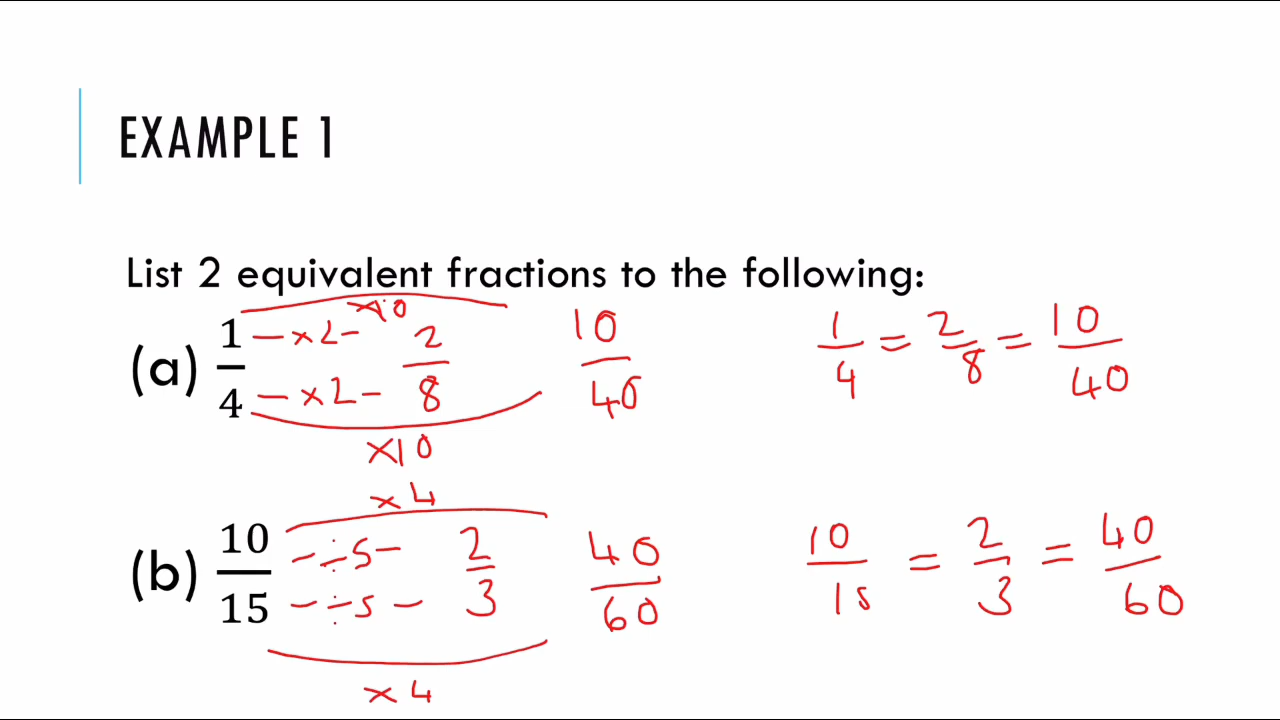 EXAMPLE 1
List 2 equivalent fractions to the following:
×10
(a) 1/4 – ×2 – 2/8 10/40 1/4 = 2/8 = 10/40
– ×2 –
×10
×4
(b) 10/15 – ÷5 – 2/3 40/60 10/15 = 2/3 = 40/60
– ÷5 –
×4